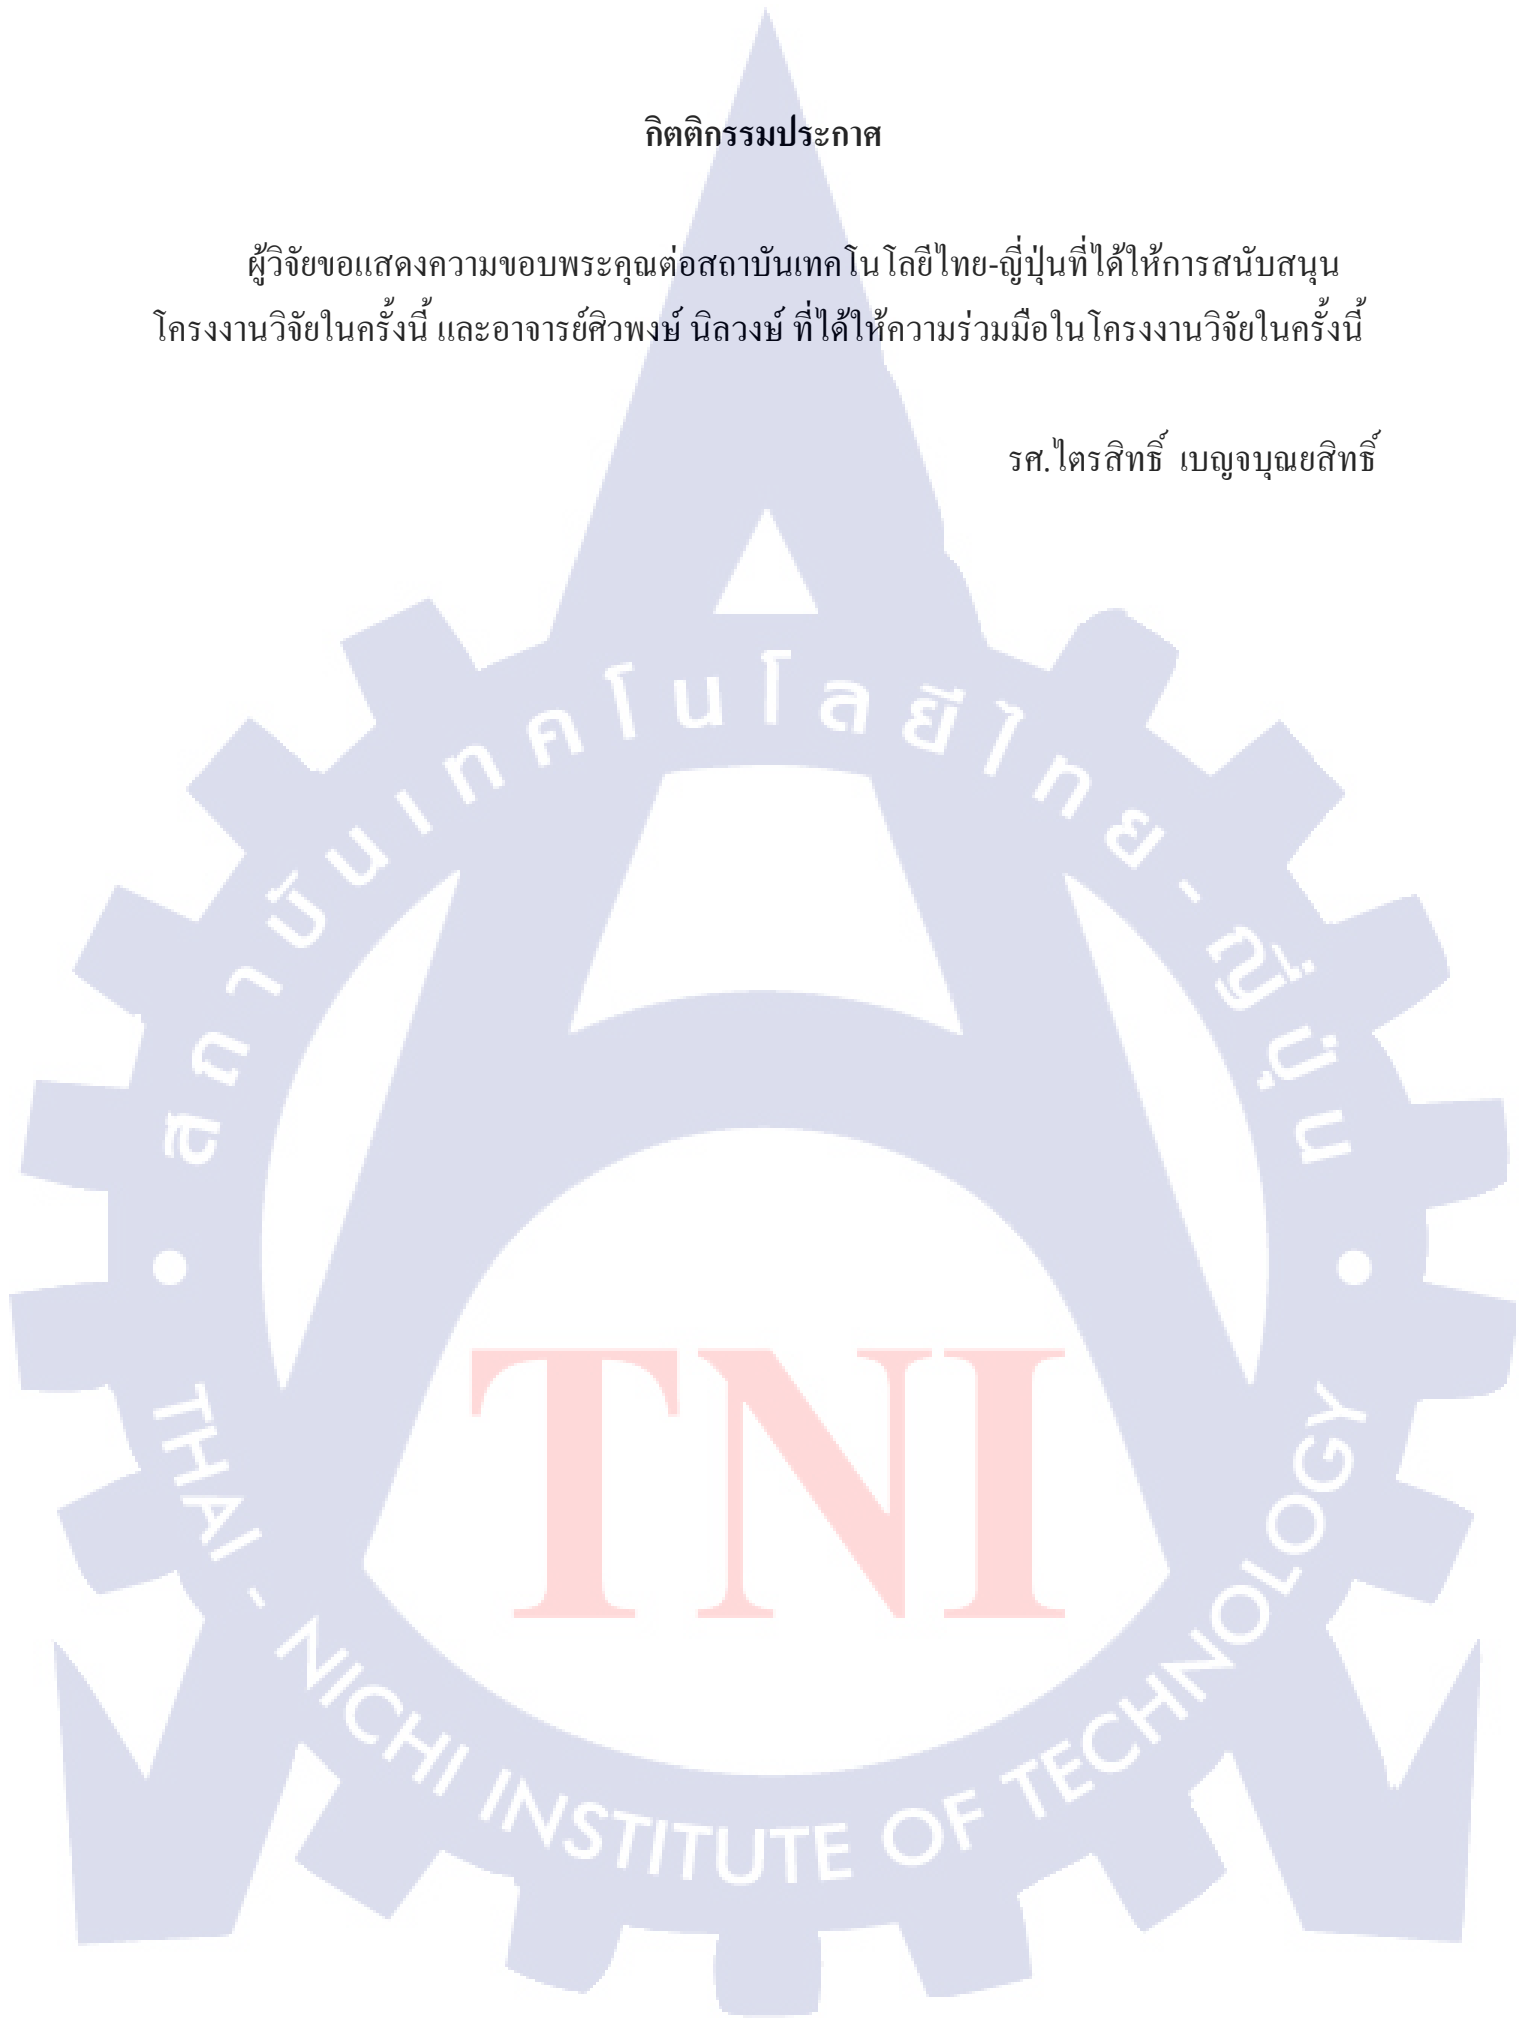 กิตติกรรมประกาศ
ผู้วิจัยขอแสดงความขอบพระคุณต่อสถาบันเทคโนโลยีไทย-ญี่ปุ่นที่ได้ให้การสนับสนุน
โครงงานวิจัยในครั้งนี้ และอาจารย์ศิวพงษ์ นิลวงษ์ ที่ได้ให้ความร่วมมือในโครงงานวิจัยในครั้งนี้
รศ.ไตรสิทธิ์ เบญจบุณยสิทธิ์
สถาบันเทคโนโลยีไทย-ญี่ปุ่น
TNI
THAI - NICHI INSTITUTE OF TECHNOLOGY